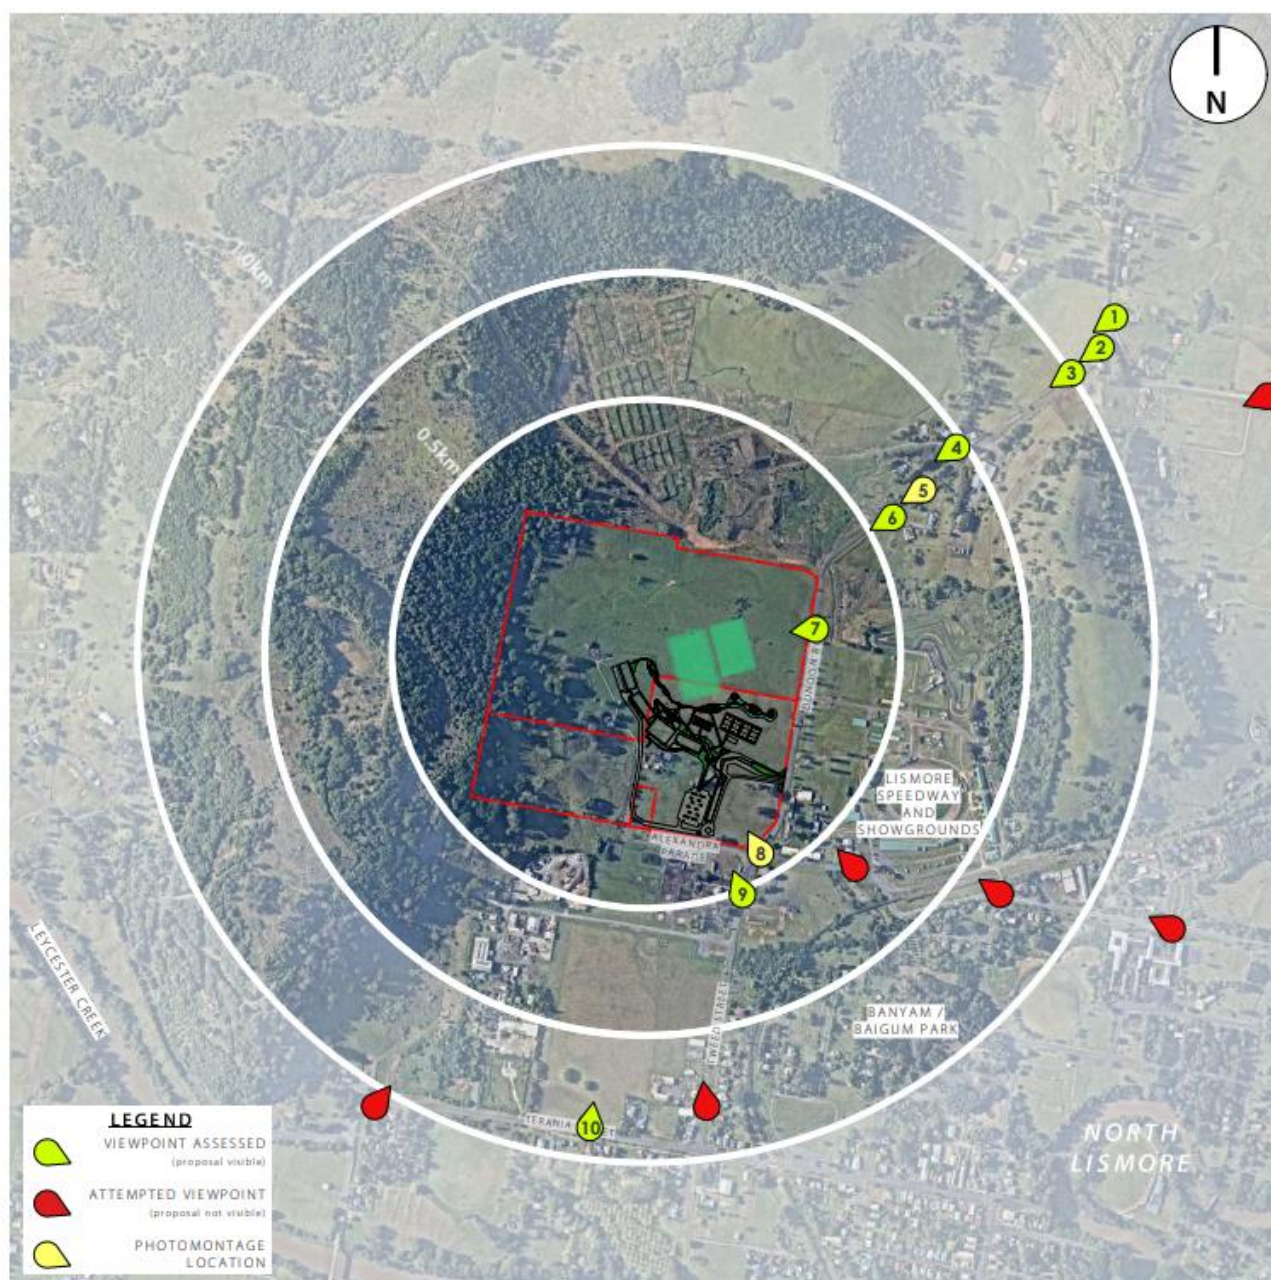 N
1.0km
1
2
3
0.5km
4
5
6
7
DUNOON R
LISMORE
SPEEDWAY
AND
SHOWGROUNDS
ALEXANDRA
PARADE
8
9
LEYCESTER CREEK
TWEED STREET
BANYAM /
BAIGUM PARK
10
TERANIA
NORTH
LISMORE
LEGEND
VIEWPOINT ASSESSED
(proposal visible)
ATTEMPTED VIEWPOINT
(proposal not visible)
PHOTOMONTAGE
LOCATION